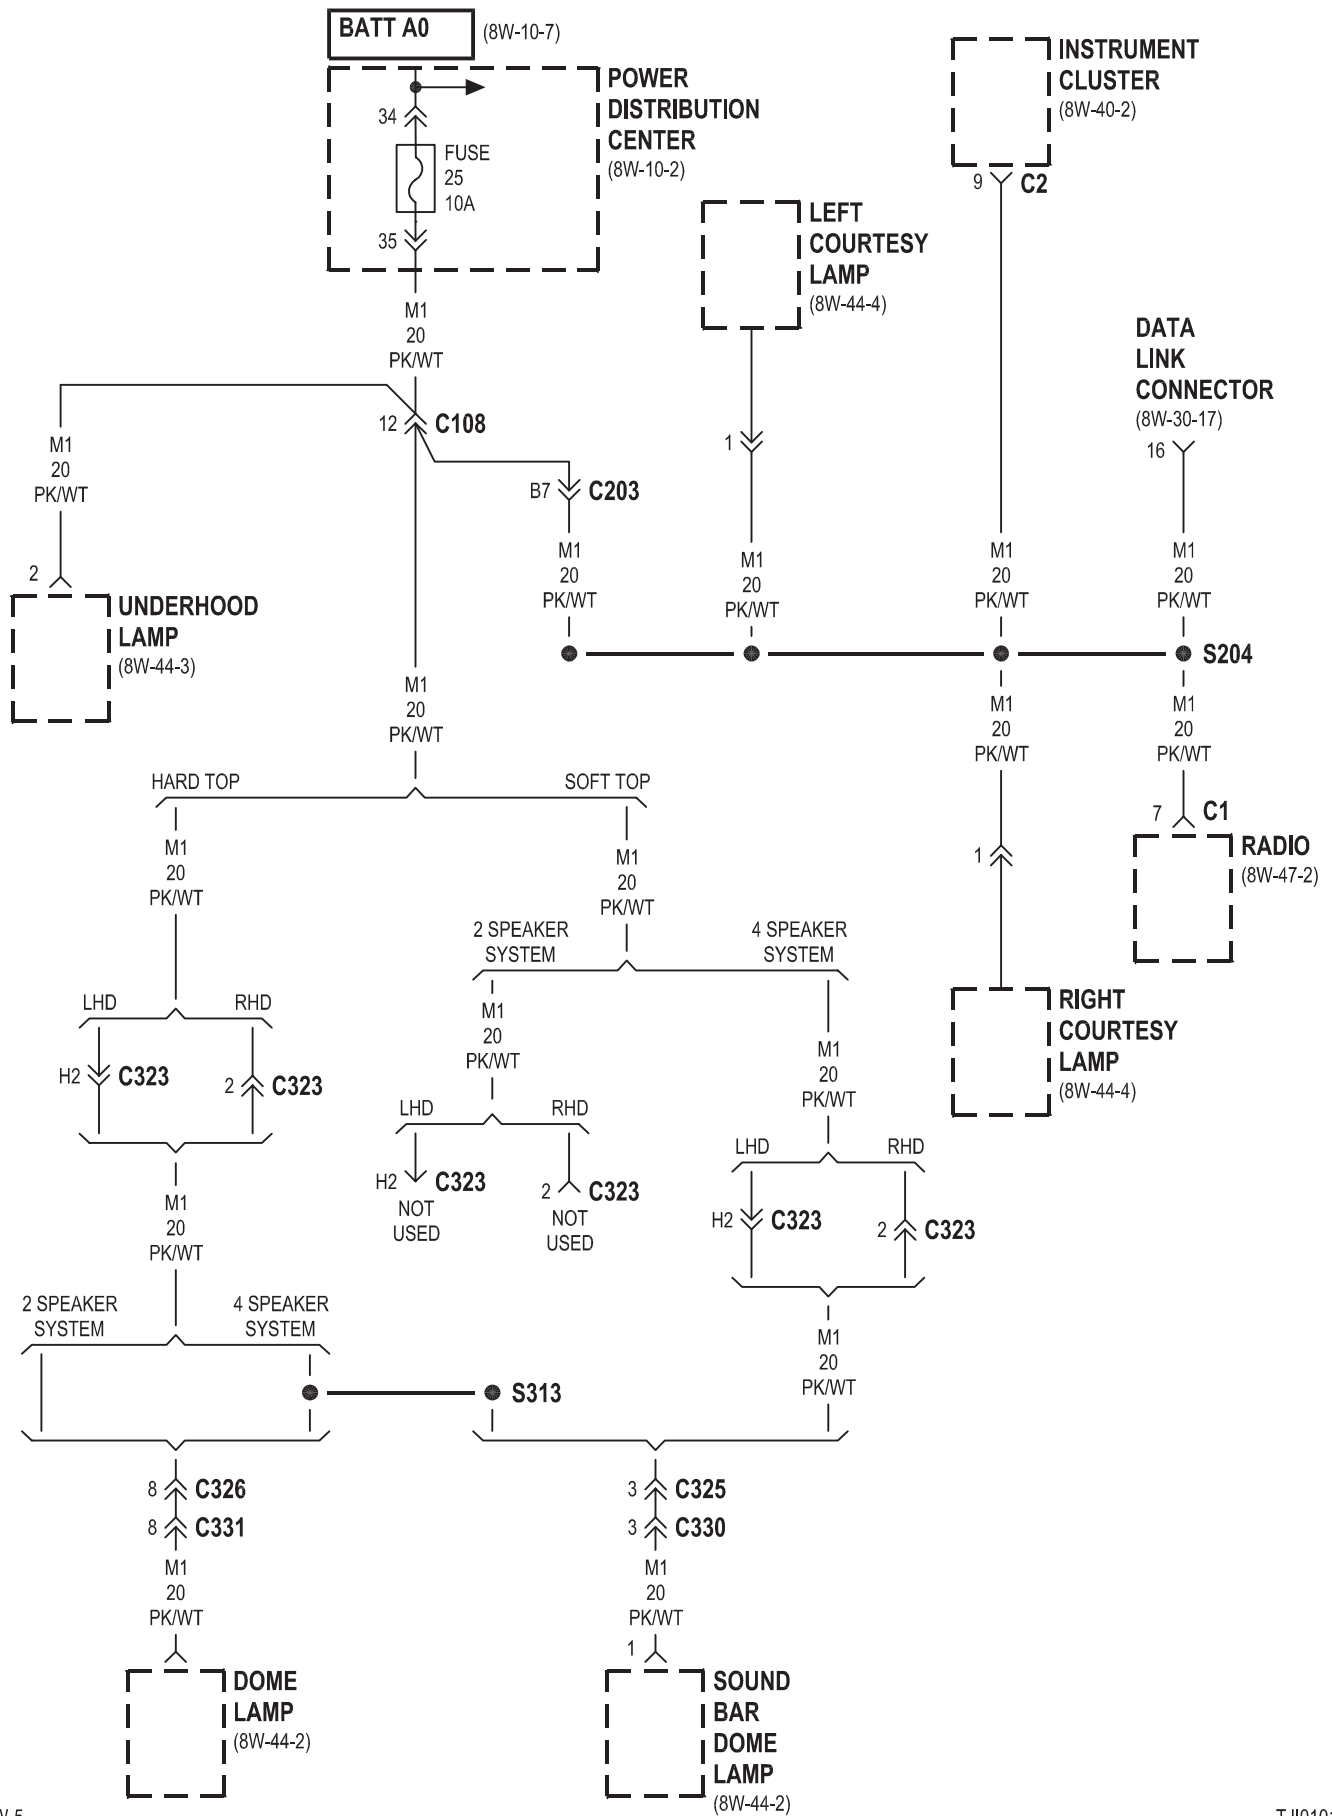 BATT A0
(8W-10-7)
POWER
DISTRIBUTION
CENTER
(8W-10-2)
34
FUSE
25
10A
35
M1
20
PK/WT
INSTRUMENT
CLUSTER
(8W-40-2)
9
C2
LEFT
COURTESY
LAMP
(8W-44-4)
DATA
LINK
CONNECTOR
(8W-30-17)
16
12
C108
1
M1
20
PK/WT
B7
C203
M1
20
PK/WT
M1
20
PK/WT
M1
20
PK/WT
M1
20
PK/WT
2
UNDERHOOD
LAMP
(8W-44-3)
S204
M1
20
PK/WT
M1
20
PK/WT
M1
20
PK/WT
HARD TOP
SOFT TOP
7
C1
RADIO
(8W-47-2)
1
M1
20
PK/WT
M1
20
PK/WT
2 SPEAKER
SYSTEM
4 SPEAKER
SYSTEM
LHD
RHD
M1
20
PK/WT
RIGHT
COURTESY
LAMP
(8W-44-4)
M1
20
PK/WT
H2
C323
2
C323
LHD
RHD
LHD
RHD
H2
C323
NOT
USED
2
C323
NOT
USED
M1
20
PK/WT
H2
C323
2
C323
2 SPEAKER
SYSTEM
4 SPEAKER
SYSTEM
M1
20
PK/WT
S313
8
C326
8
C331
3
C325
3
C330
M1
20
PK/WT
M1
20
PK/WT
1
DOME
LAMP
(8W-44-2)
SOUND
BAR
DOME
LAMP
(8W-44-2)